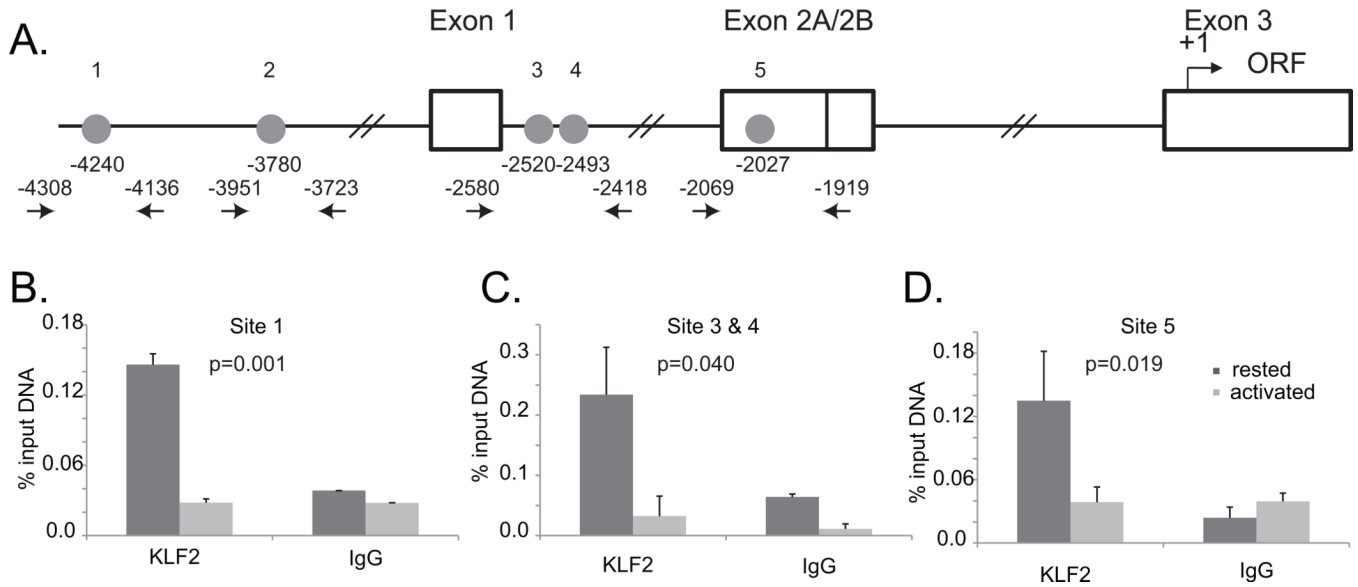 A.
Exon 1
Exon 2A/2B
Exon 3
1
2
3
4
5
+1
ORF
-4240
-3780
-2520
-2493
-2027
-4308
-4136
-3951
-3723
-2580
-2418
-2069
-1919
B.
Site 1
p=0.001
% input DNA
0.18
0.12
0.06
0.0
KLF2
IgG
C.
Site 3 & 4
p=0.040
% input DNA
0.3
0.2
0.1
0.0
KLF2
IgG
D.
Site 5
p=0.019
% input DNA
0.18
0.12
0.06
0.0
KLF2
IgG
rested
activated